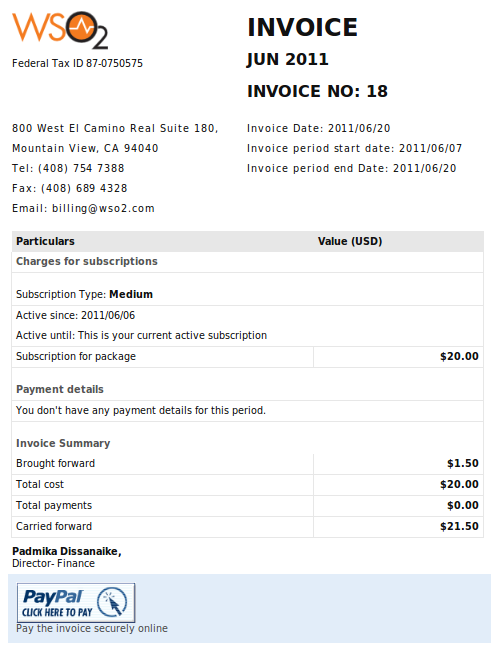 WSO2
Federal Tax ID 87-0750575
INVOICE
JUN 2011
INVOICE NO: 18
800 West El Camino Real Suite 180,
Mountain View, CA 94040
Tel: (408) 754 7388
Fax: (408) 689 4328
Email: billing@wso2.com
Invoice Date: 2011/06/20
Invoice period start date: 2011/06/07
Invoice period end Date: 2011/06/20
Particulars Value (USD)
Charges for subscriptions
Subscription Type: Medium
Active since: 2011/06/06
Active until: This is your current active subscription
Subscription for package $20.00
Payment details
You don't have any payment details for this period.
Invoice Summary
Brought forward $1.50
Total cost $20.00
Total payments $0.00
Carried forward $21.50
Padmika Dissanaike,
Director- Finance
PayPal
CLICK HERE TO PAY
Pay the invoice securely online